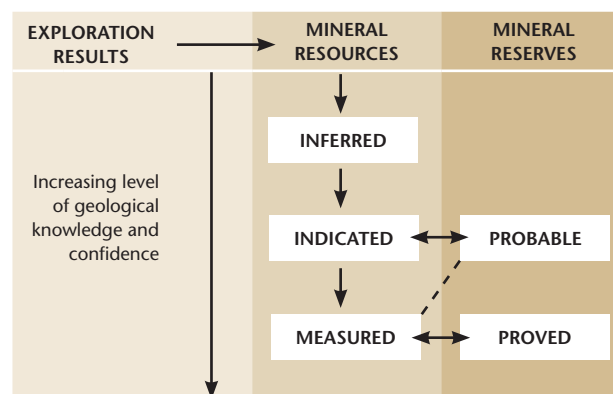 EXPLORATION
RESULTS
MINERAL
RESOURCES
MINERAL
RESERVES
INFERRED
Increasing level
of geological
knowledge and
confidence
INDICATED
PROBABLE
MEASURED
PROVED